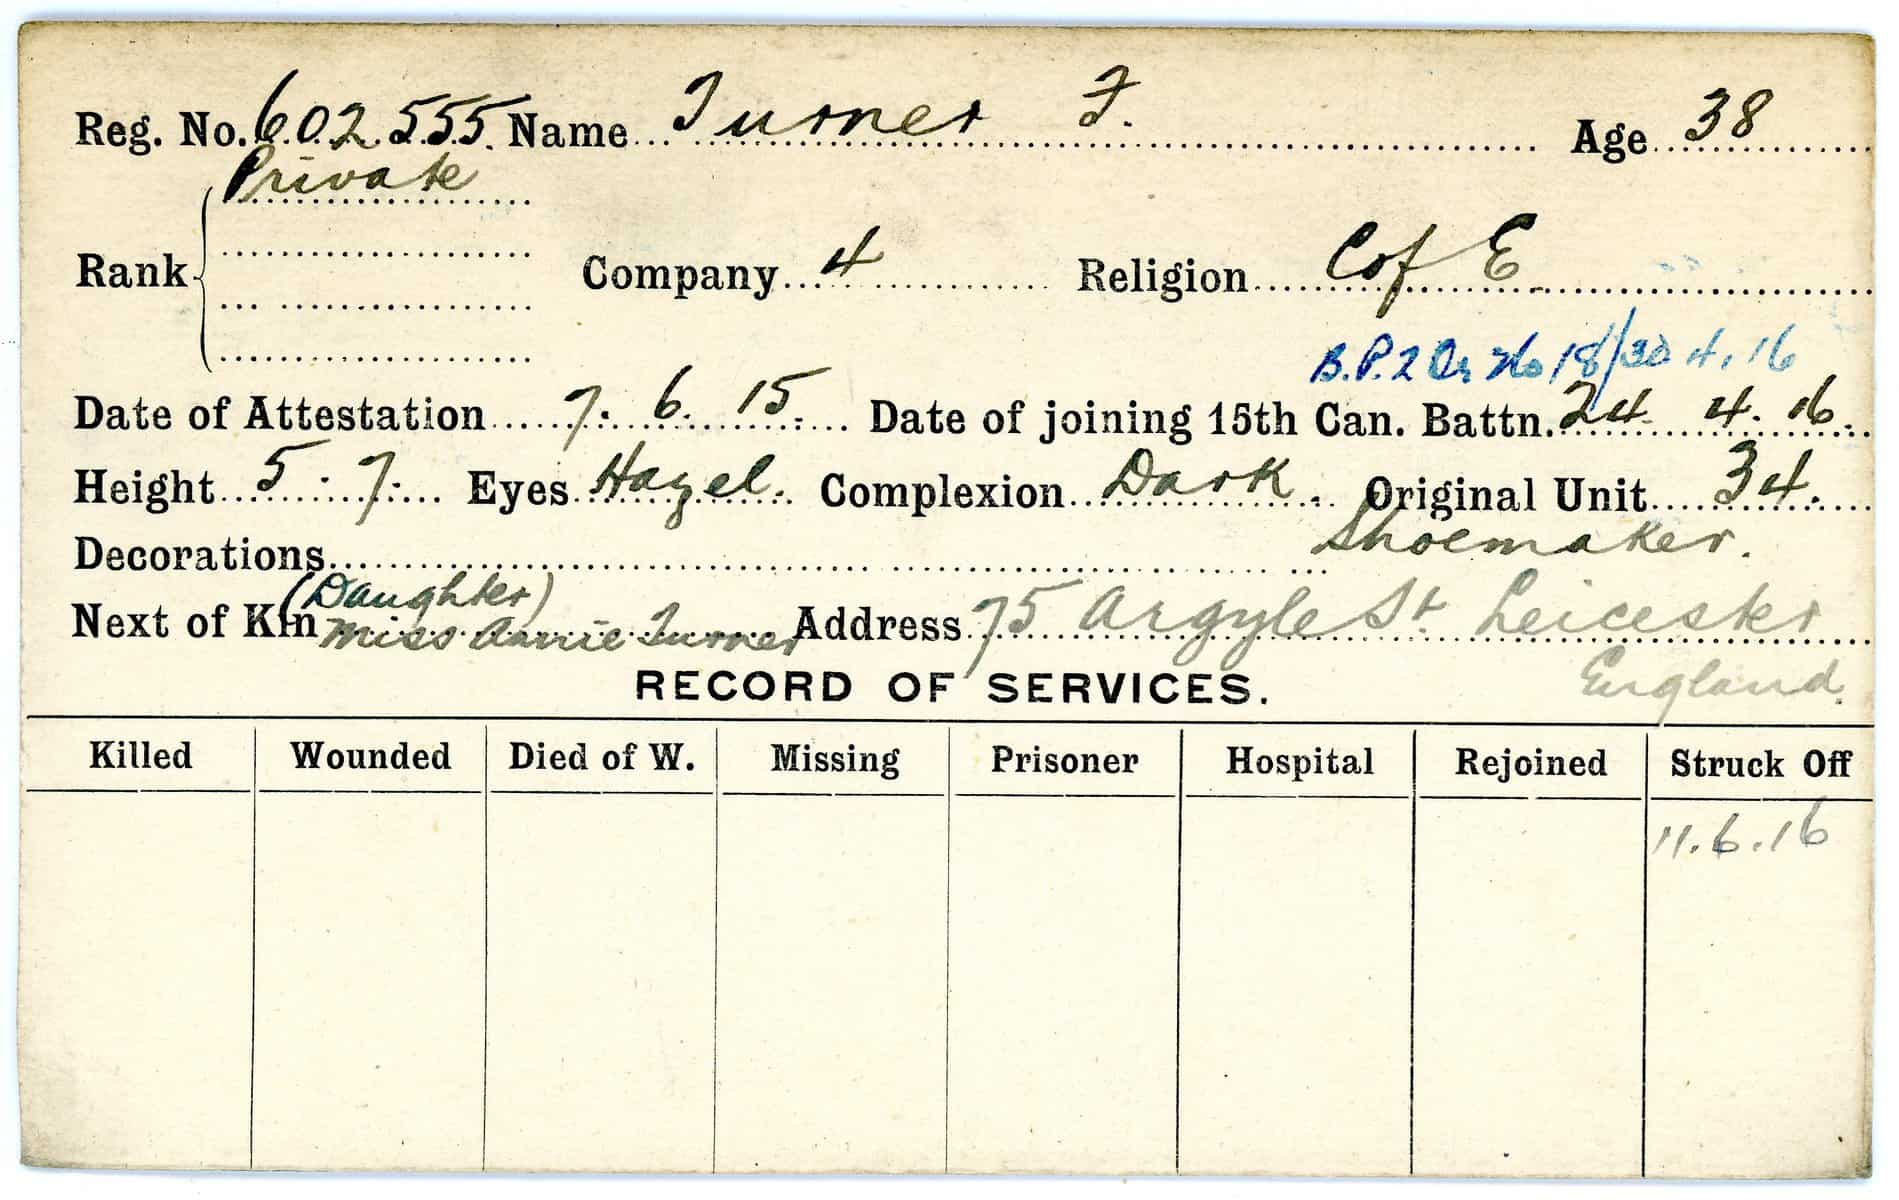 Reg. No. 602555 Name Turner F. Age 38
Private
Rank Company 4 Religion C of E
B.P. 2 Or No 18/30 4. 16
Date of Attestation 7. 6. 15. Date of joining 15th Can. Battn. 24 4. 16.
Height 5. 7. Eyes Hazel. Complexion Dark. Original Unit 34.
Decorations Shoemaker.
(Daughter)
Next of Kin Miss Annie Turner Address 75 Argyle St Leicester
England.
RECORD OF SERVICES.
Killed Wounded Died of W. Missing Prisoner Hospital Rejoined Struck Off
11.6.16